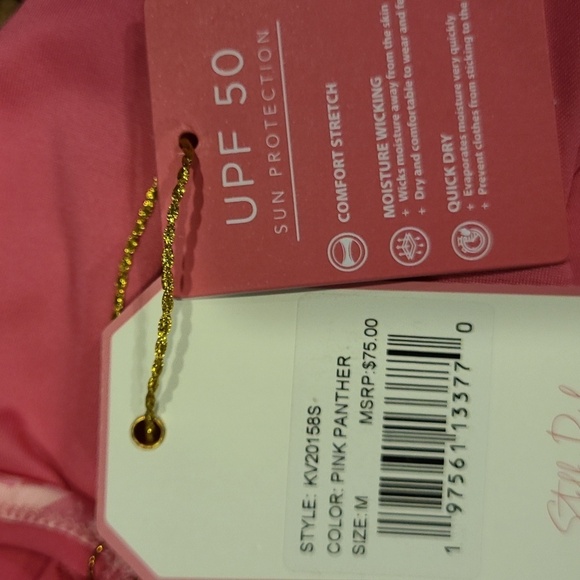 UPF 50
SUN PROTECTION
COMFORT STRETCH
MOISTURE WICKING
+ Wicks moisture away from the skin
+ Dry and comfortable to wear and
QUICK DRY
+ Evaporates moisture very quickly
+ Prevent clothes from sticking to the
STYLE: KV20158S
COLOR: PINK PANTHER
SIZE: M MSRP:$75.00
1 97561 13377 0